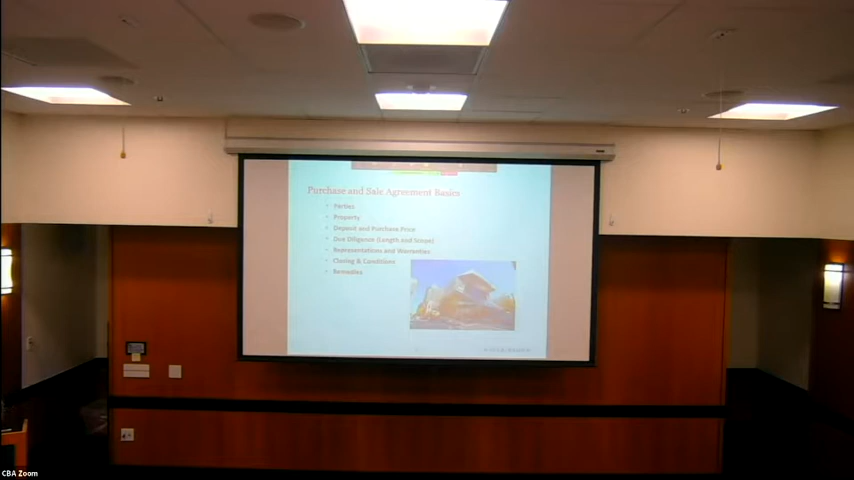 Purchase and Sale Agreement Basics
Parties
Property
Deposit and Purchase Price
Due Diligence (Length and Scope)
Representations and Warranties
Closing & Conditions
Remedies
CBA Zoom